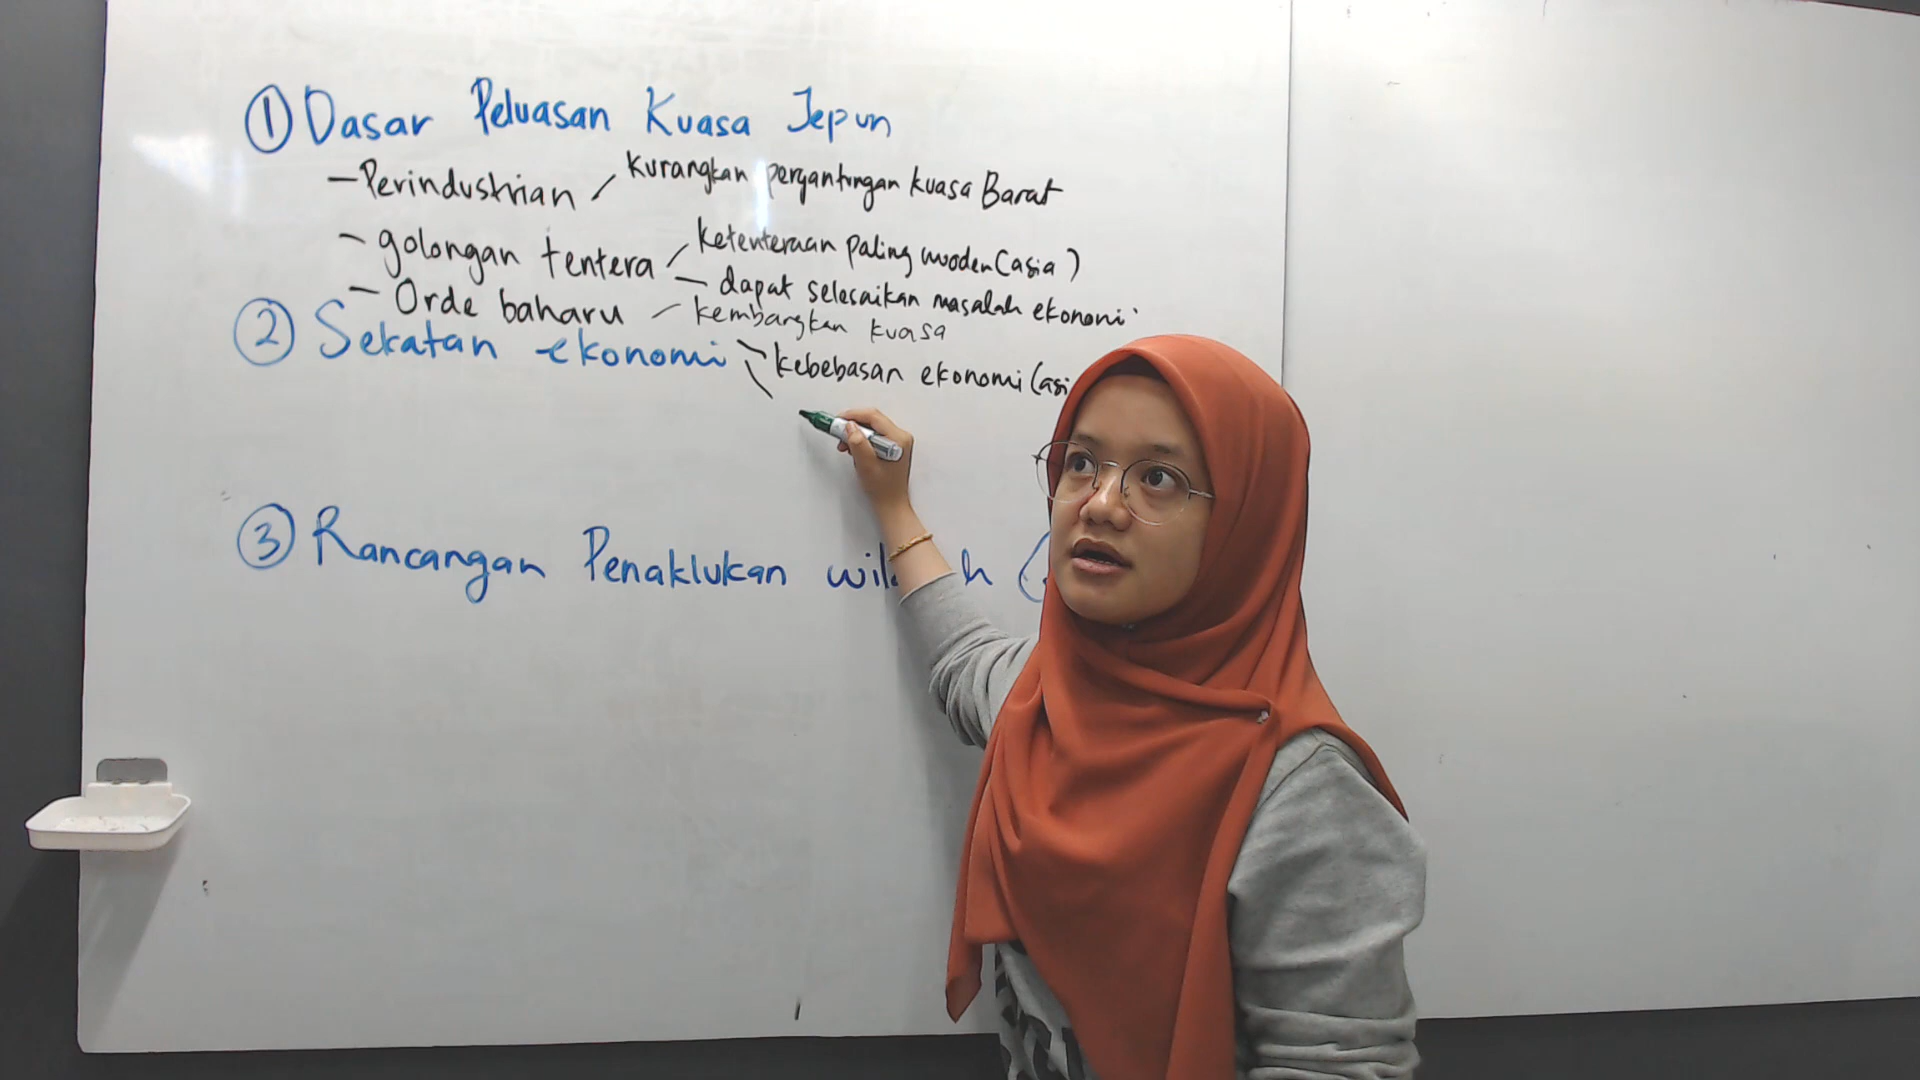 ① Dasar Peluasan Kuasa Jepun
- Perindustrian / kurangkan pergantungan kuasa Barat
- golongan tentera / ketenteraan paling moden (asia)
- dapat selesaikan masalah ekonomi.
- Orde baharu - kembangkan kuasa
kebebasan ekonomi (asi
② Sekatan ekonomi
③ Rancangan Penaklukan